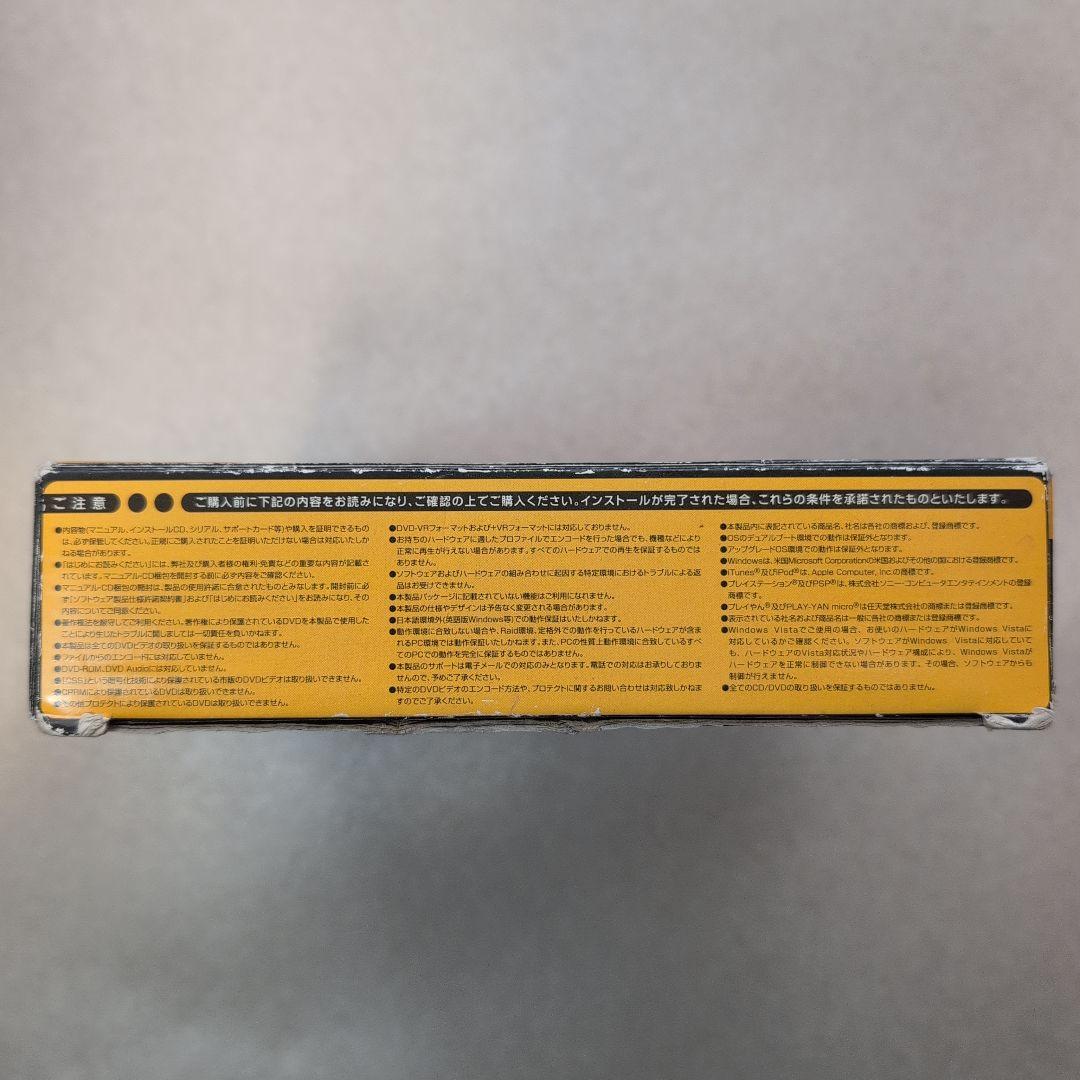 ご注意
ご購入前に下記の内容をお読みになり、ご確認の上でご購入ください。インストールが完了された場合、これらの条件を承諾されたものといたします。
●内容物(マニュアル、インストールCD、シリアル、サポートカード等)や購入を証明できるもの
は、必ず保管してください。正規にご購入されたことを証明いただけない場合は対応いたしか
ねる場合があります。
●「はじめにお読みください」には、弊社及び購入者様の権利・免責などの重要な内容が記載さ
れています。マニュアル・CD梱包を開封する前に必ず内容をご確認ください。
●マニュアル・CD梱包の開封は、製品の使用許諾に合意されたものとみなします。開封前に必
ず「ソフトウェア製品仕様許諾契約書」および「はじめにお読みください」をお読みになり、その
内容についてご同意ください。
●著作権法を厳守してご利用ください。著作権により保護されているDVDを本製品で使用した
ことにより生じたトラブルに関しましては一切責任を負いかねます。
●本製品は全てのDVDビデオの取り扱いを保証するものではありません。
●ファイルからのエンコードには対応していません。
●DVD-ROM、DVD Audioには対応していません。
●「CSS」という暗号化技術により保護されている市販のDVDビデオは取り扱いできません。
●CPRMにより保護されているDVDは取り扱いできません。
●その他プロテクトにより保護されているDVDは取り扱いできません。
●DVD-VRフォーマットおよび+VRフォーマットには対応しておりません。
●お持ちのハードウェアに適したプロファイルでエンコードを行った場合でも、機種などにより
正常に再生が行えない場合があります。すべてのハードウェアでの再生を保証するものでは
ありません。
●ソフトウェアおよびハードウェアの組み合わせに起因する特定環境におけるトラブルによる返
品はお受けできません。
●本製品パッケージに記載されていない機能はご利用になれません。
●本製品の仕様やデザインは予告なく変更される場合があります。
●日本語環境外(英語版Windows等)での動作保証はいたしかねます。
●動作環境に合致しない場合や、Raid環境、定格外での動作を行っているハードウェアが含ま
れるPC環境では動作保証いたしかねます。また、PCの性質上動作環境に合致しているすべ
てのPCでの動作を完全に保証するものではありません。
●本製品のサポートは電子メールでの対応のみとなります。電話での対応はお承りしておりま
せんので、予めご了承ください。
●特定のDVDビデオのエンコード方法や、プロテクトに関するお問い合わせは対応致しかねま
すのでご了承ください。
●本製品内に表記されている商品名、社名は各社の商標および、登録商標です。
●OSのデュアルブート環境での動作は保証外となります。
●アップグレードOS環境での動作は保証外となります。
●Windowsは、米国Microsoft Corporationの米国およびその他の国における登録商標です。
●iTunes®及びiPod®は、Apple Computer, Inc.の商標です。
●プレイステーション®及びPSP®は、株式会社ソニー・コンピュータエンタテインメントの登録
商標です。
●プレイやん®及びPLAY-YAN micro®は任天堂株式会社の商標または登録商標です。
●表示されている社名および商品名は一般に各社の商標または登録商標です。
●Windows Vistaでご使用の場合、お使いのハードウェアがWindows Vistaに
対応しているかご確認ください。ソフトウェアがWindows Vistaに対応していて
も、ハードウェアのVista対応状況やハードウェア構成により、Windows Vistaが
ハードウェアを正常に制御できない場合があります。その場合、ソフトウェアからも
制御が行えません。
●全てのCD/DVDの取り扱いを保証するものではありません。